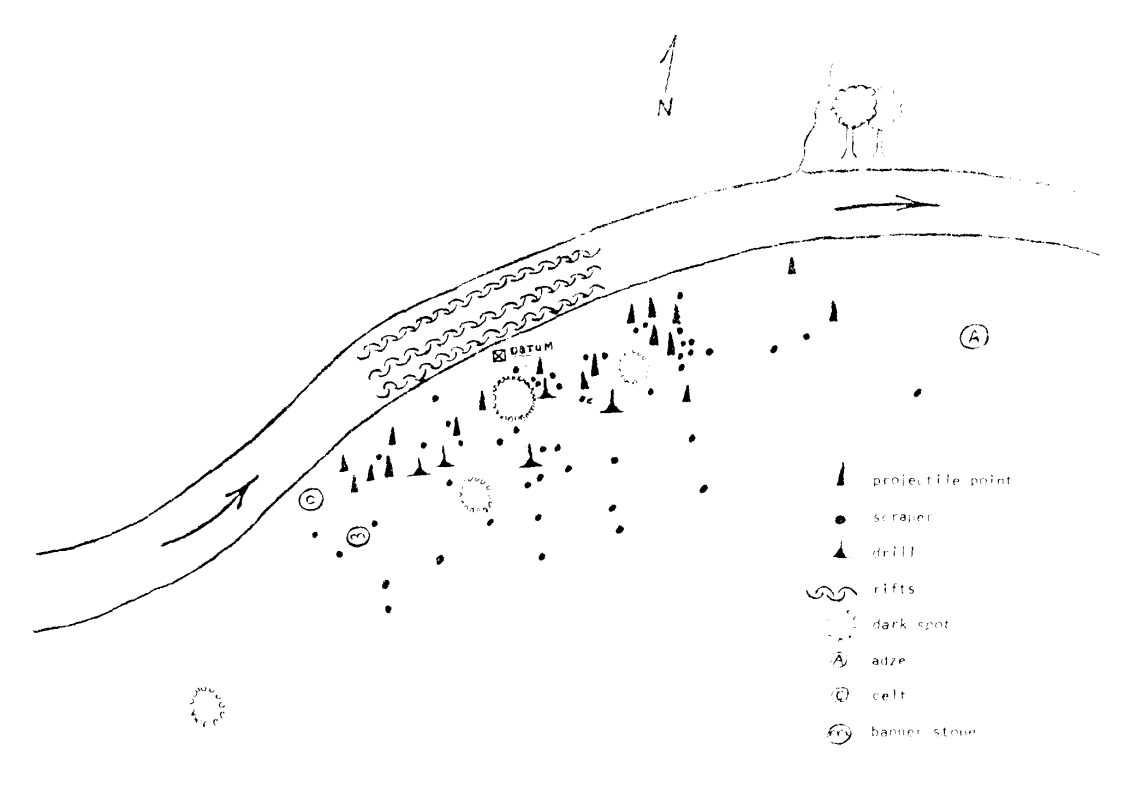 N
DATUM
A
C
m
projectile point
scraper
drill
rifts
dark spot
A adze
C celt
m banner stone